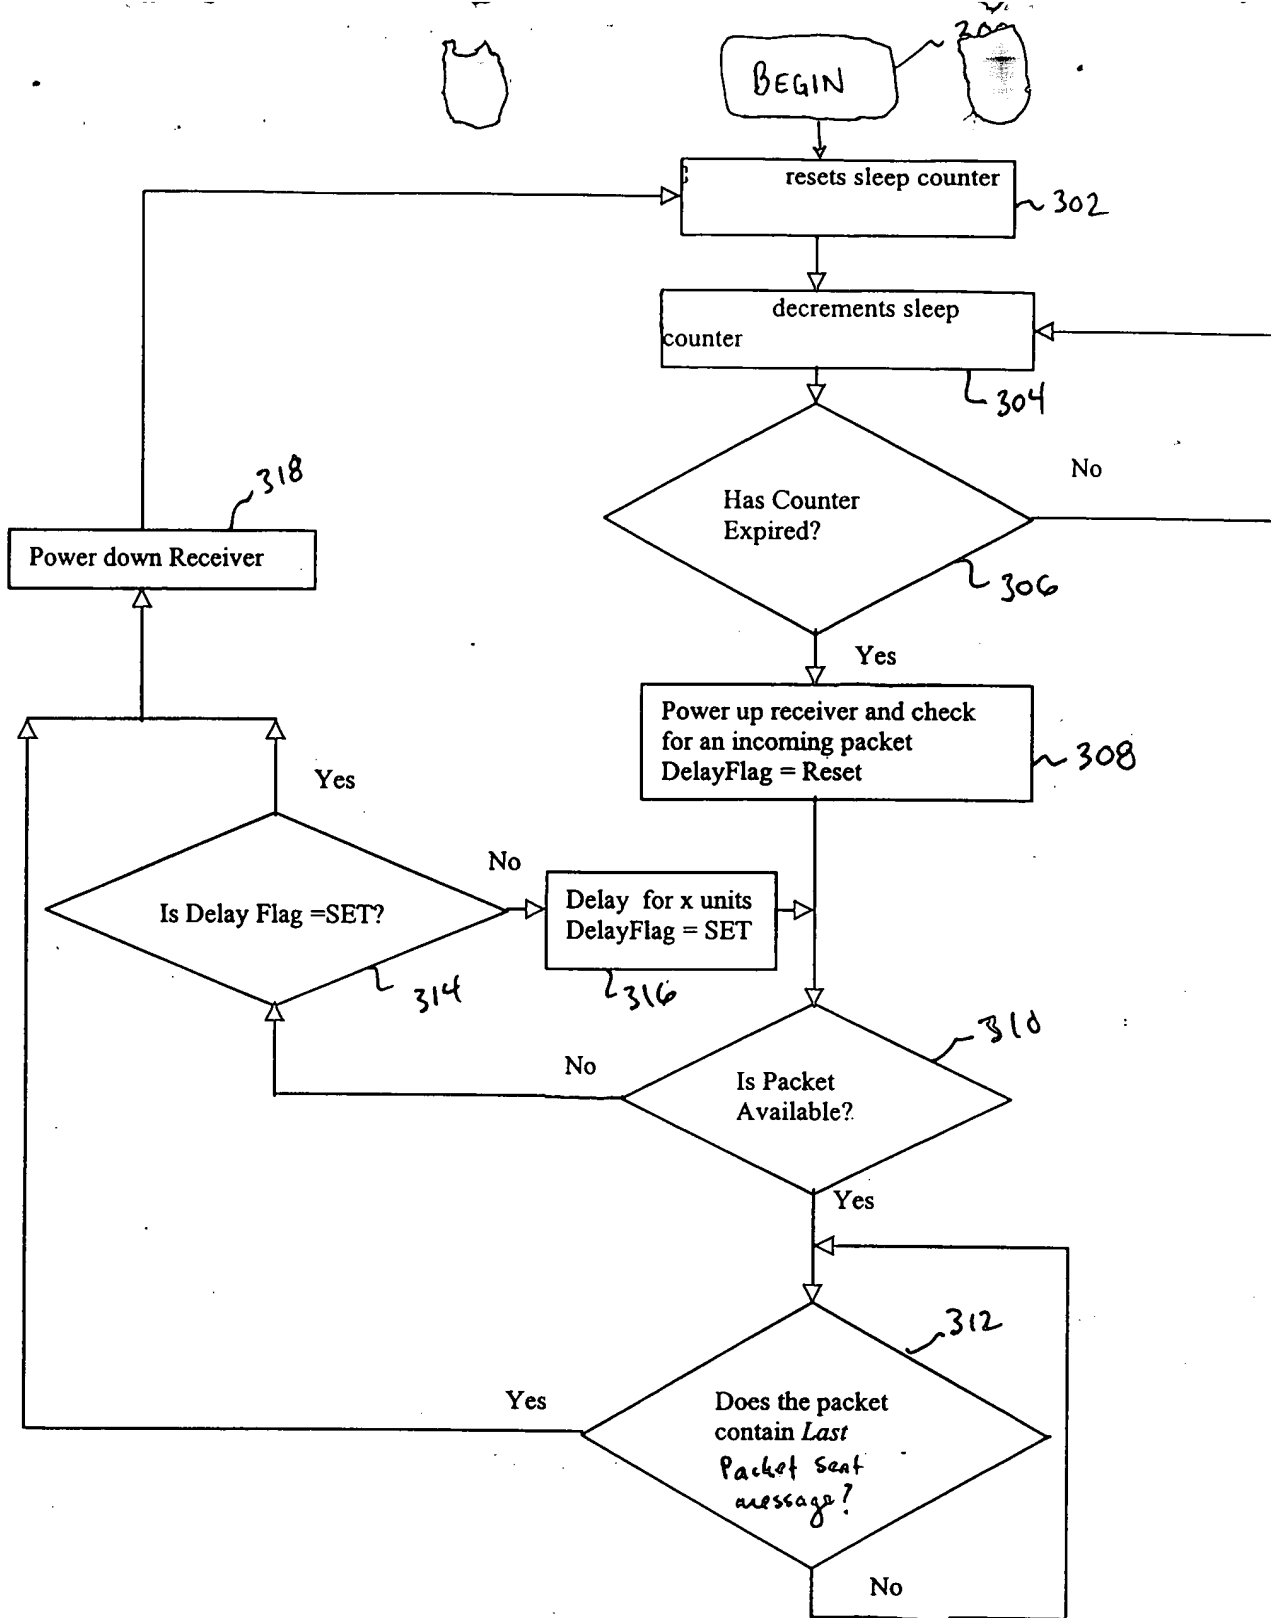 BEGIN
300
resets sleep counter
302
decrements sleep
counter
304
Has Counter
Expired?
No
306
318
Power down Receiver
Yes
Power up receiver and check
for an incoming packet
DelayFlag = Reset
308
Yes
No
Is Delay Flag =SET?
Delay for x units
DelayFlag = SET
314
316
310
No
Is Packet
Available?
Yes
312
Yes
Does the packet
contain Last
Packet sent
message?
No